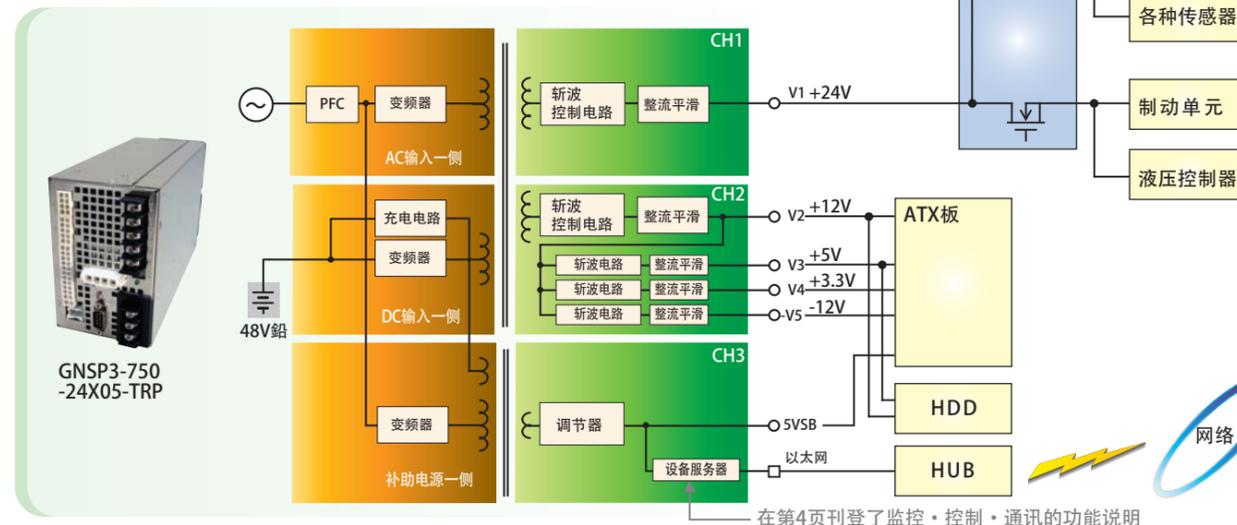 各种传感器
CH1
PFC
变频器
斩波
控制电路
整流平滑
V1 +24V
制动单元
AC输入一侧
液压控制器
CH2
充电电路
斩波
控制电路
整流平滑
V2 +12V
ATX板
变频器
斩波电路
整流平滑
V3 +5V
斩波电路
整流平滑
V4 +3.3V
斩波电路
整流平滑
-V5 -12V
DC输入一侧
48V鉛
GNSP3-750
-24X05-TRP
CH3
HDD
变频器
调节器
5VSB
网络
以太网
设备服务器
HUB
补助电源一侧
在第4页刊登了监控・控制・通讯的功能说明